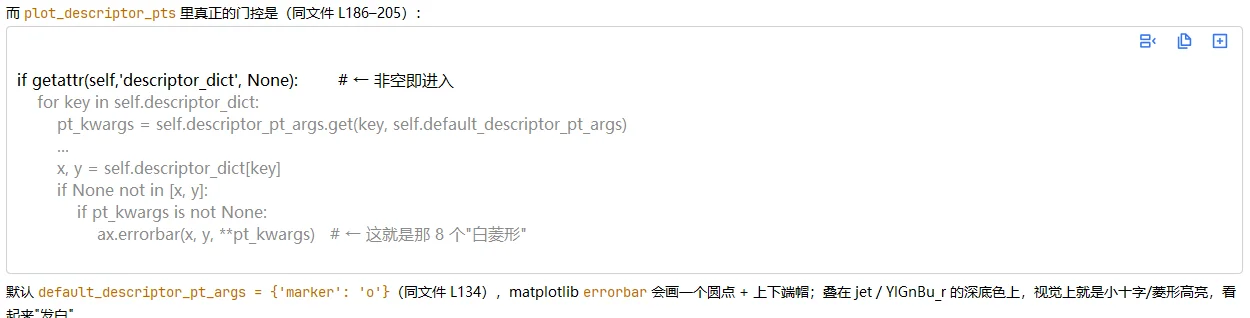 而 plot_descriptor_pts 里真正的门控是（同文件 L186–205）：
if getattr(self,'descriptor_dict', None):        # ← 非空即进入
    for key in self.descriptor_dict:
        pt_kwargs = self.descriptor_pt_args.get(key, self.default_descriptor_pt_args)
        ...
        x, y = self.descriptor_dict[key]
        if None not in [x, y]:
            if pt_kwargs is not None:
                ax.errorbar(x, y, **pt_kwargs)   # ← 这就是那 8 个"白菱形"
默认 default_descriptor_pt_args = {'marker': 'o'}（同文件 L134），matplotlib errorbar 会画一个圆点 + 上下端帽；叠在 jet / YlGnBu_r 的深底色上，视觉上就是小十字/菱形高亮，看
起来"发白"